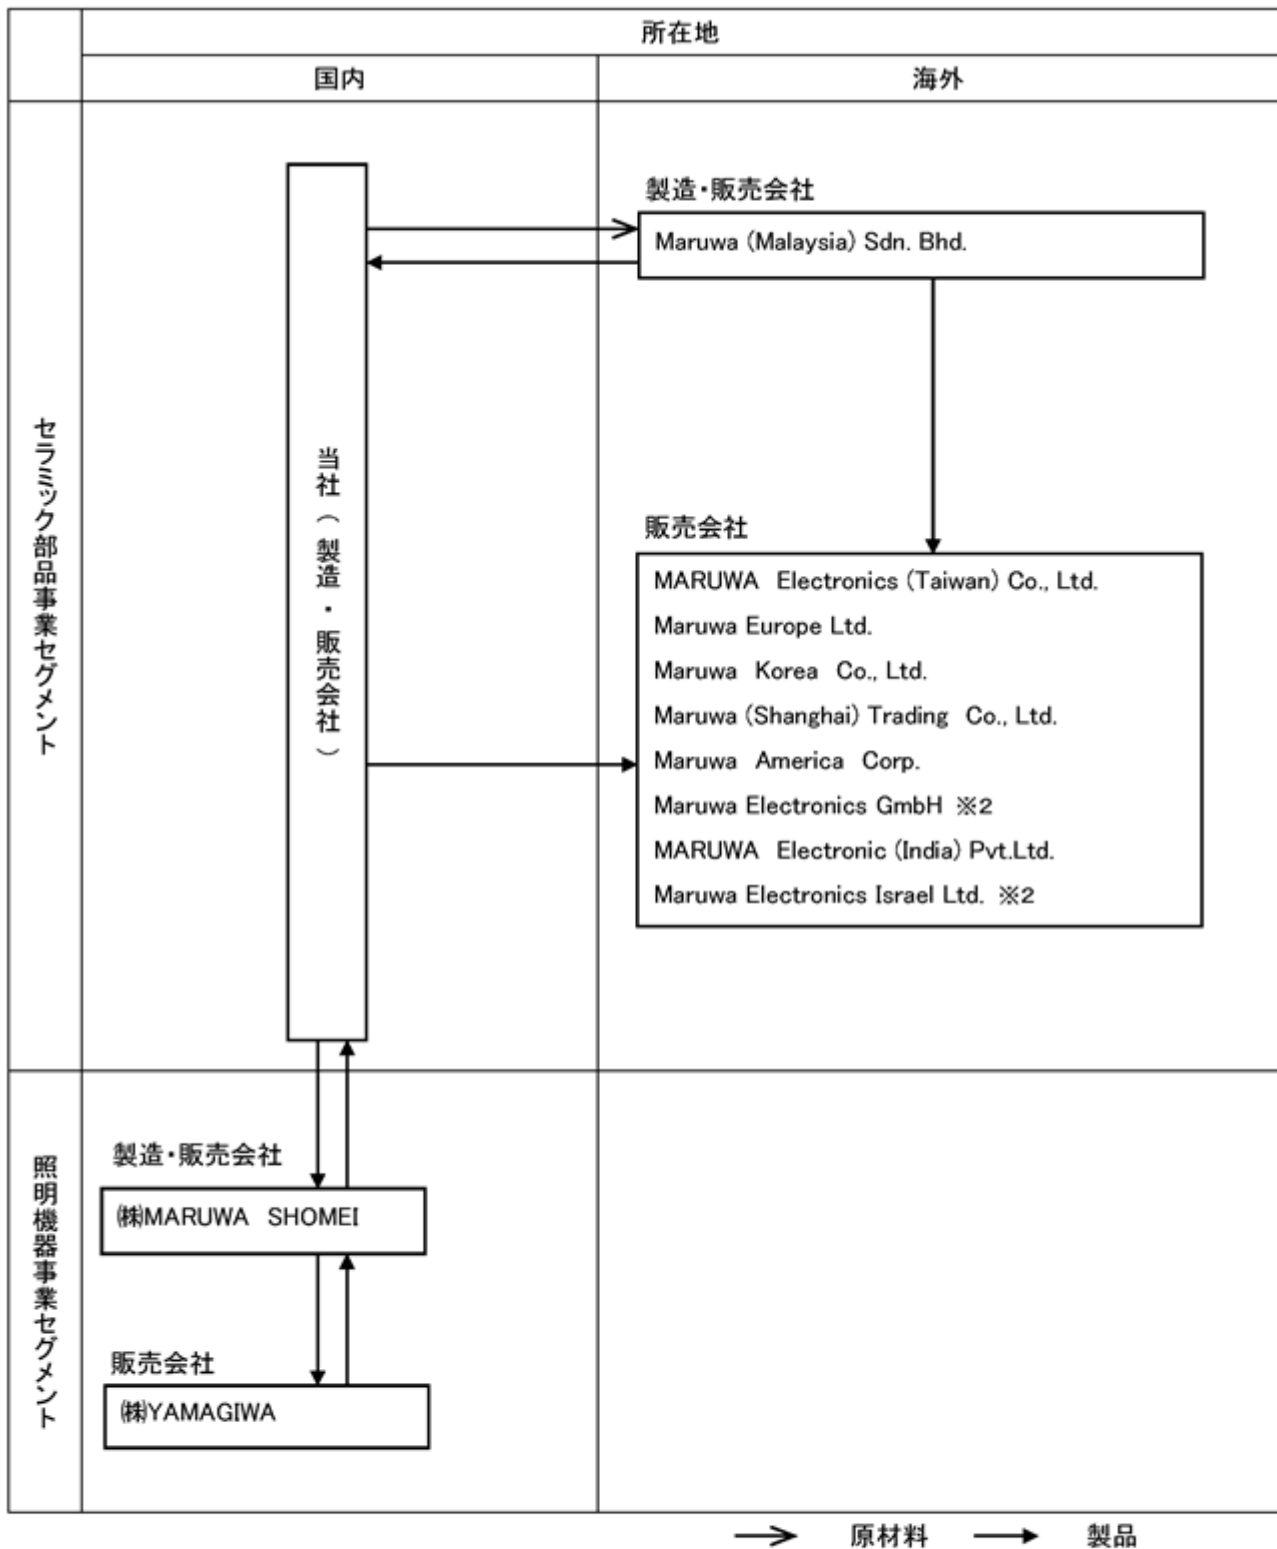 所在地
国内
海外
セラミック部品事業セグメント
当社（製造・販売会社）
製造・販売会社
Maruwa (Malaysia) Sdn. Bhd.
販売会社
MARUWA Electronics (Taiwan) Co., Ltd.
Maruwa Europe Ltd.
Maruwa Korea Co., Ltd.
Maruwa (Shanghai) Trading Co., Ltd.
Maruwa America Corp.
Maruwa Electronics GmbH ※2
MARUWA Electronic (India) Pvt.Ltd.
Maruwa Electronics Israel Ltd. ※2
照明機器事業セグメント
製造・販売会社
㈱MARUWA SHOMEI
販売会社
㈱YAMAGIWA
原材料 製品